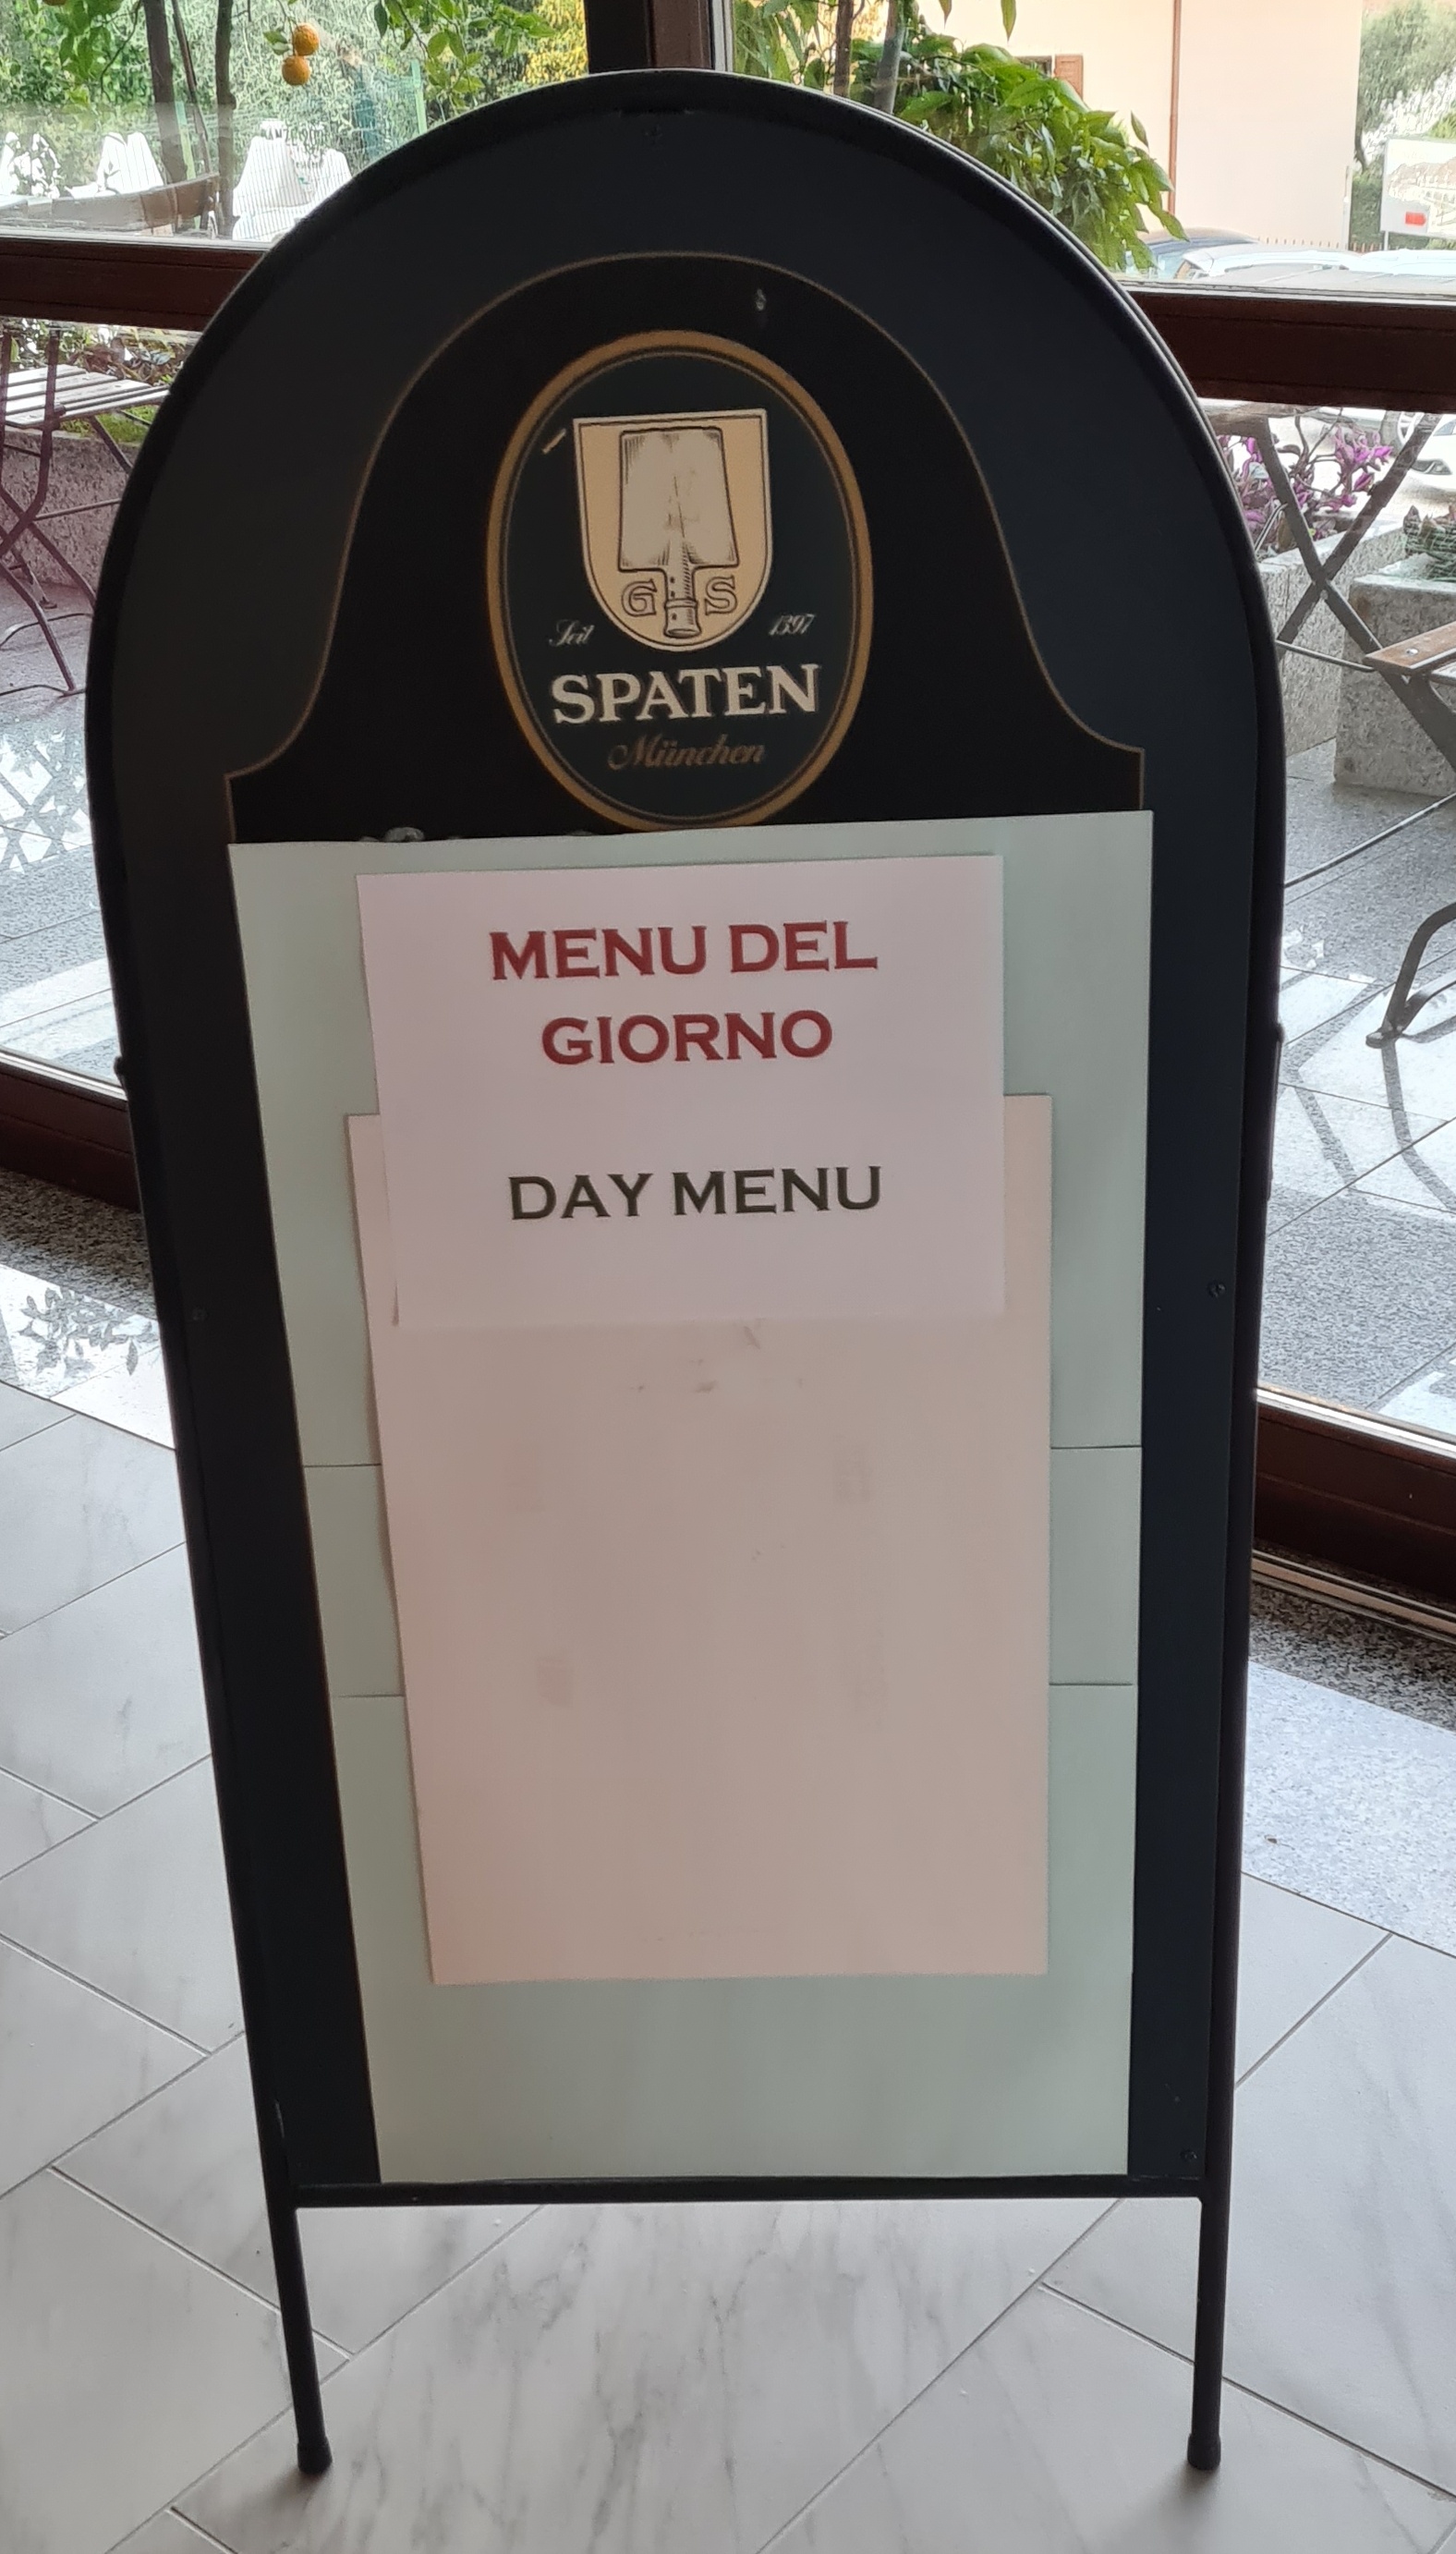 G S
Seit 1397
SPATEN
München
MENU DEL
GIORNO
DAY MENU